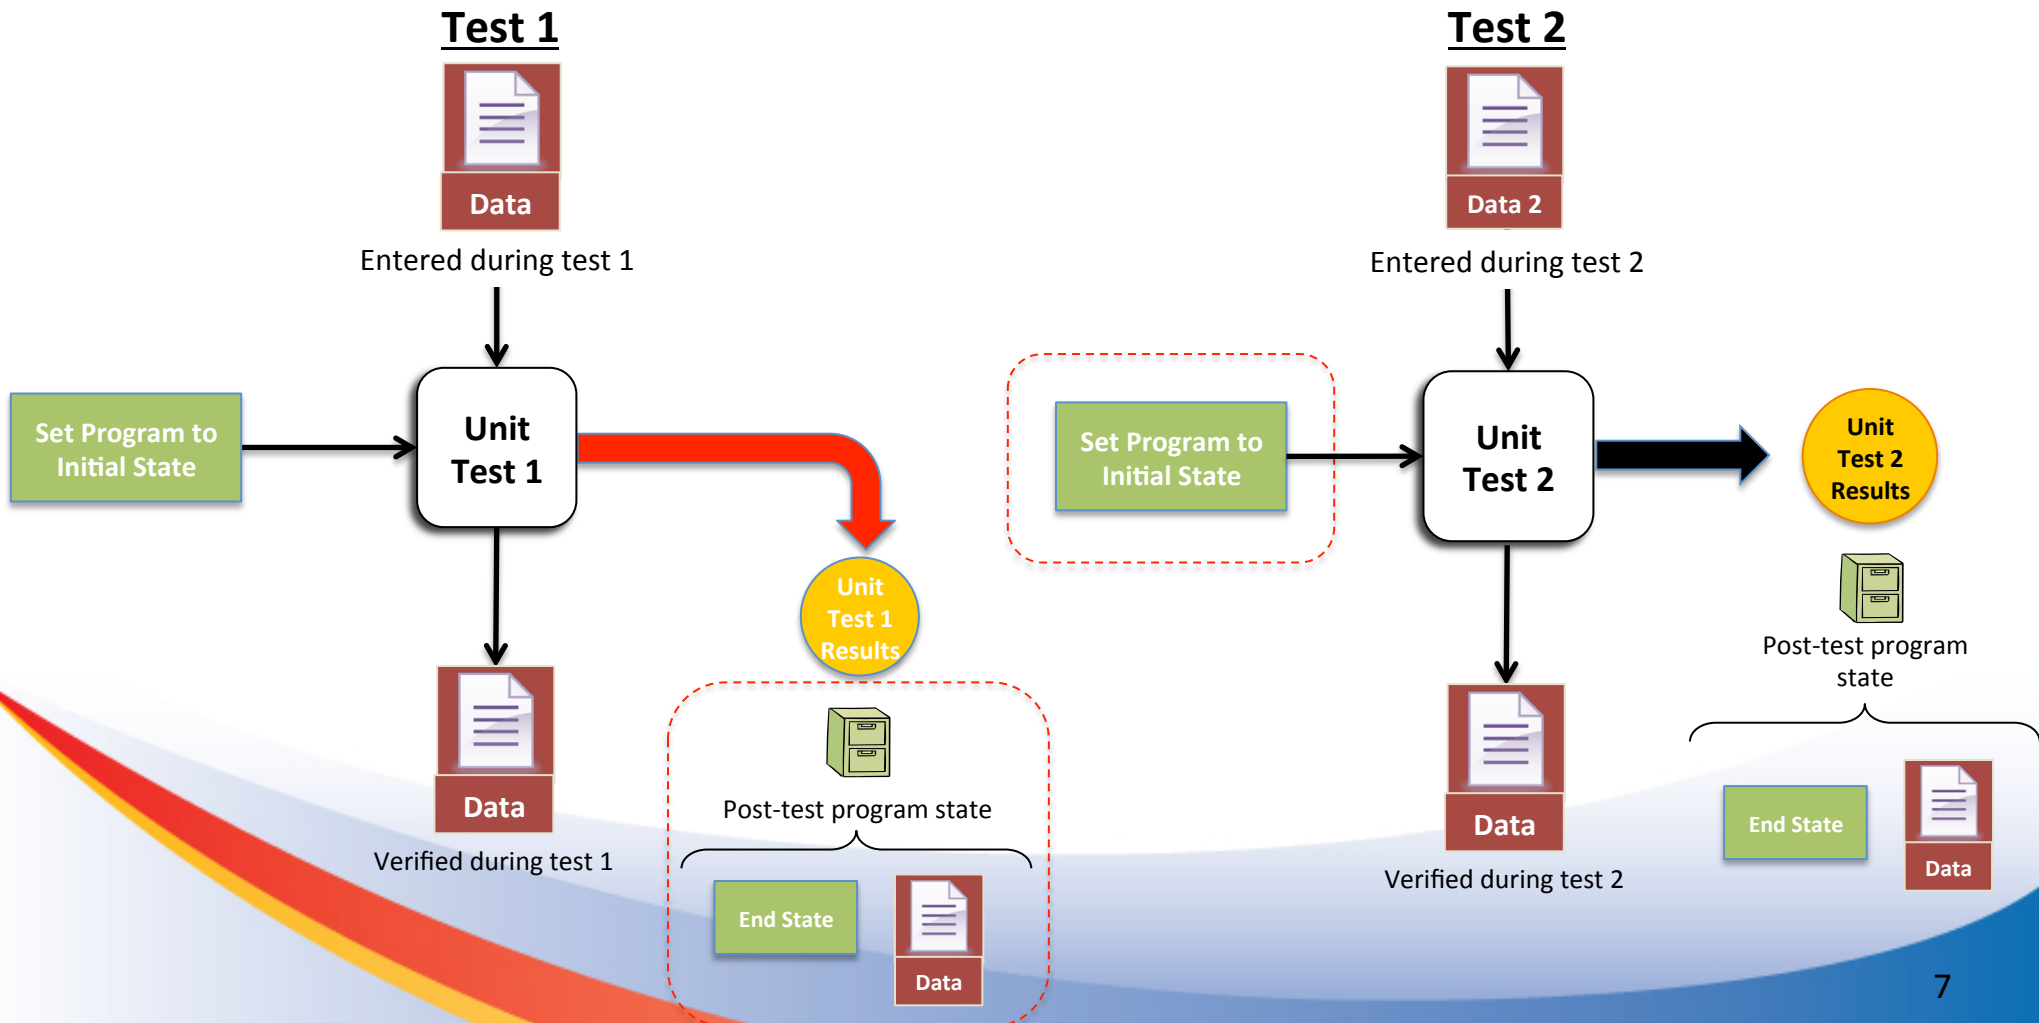 Test 1
Data
Entered during test 1
Set Program to
Initial State
Unit
Test 1
Unit
Test 1
Results
Data
Verified during test 1
Post-test program state
End State
Data
Test 2
Data 2
Entered during test 2
Set Program to
Initial State
Unit
Test 2
Unit
Test 2
Results
Post-test program
state
Data
Verified during test 2
End State
Data
7